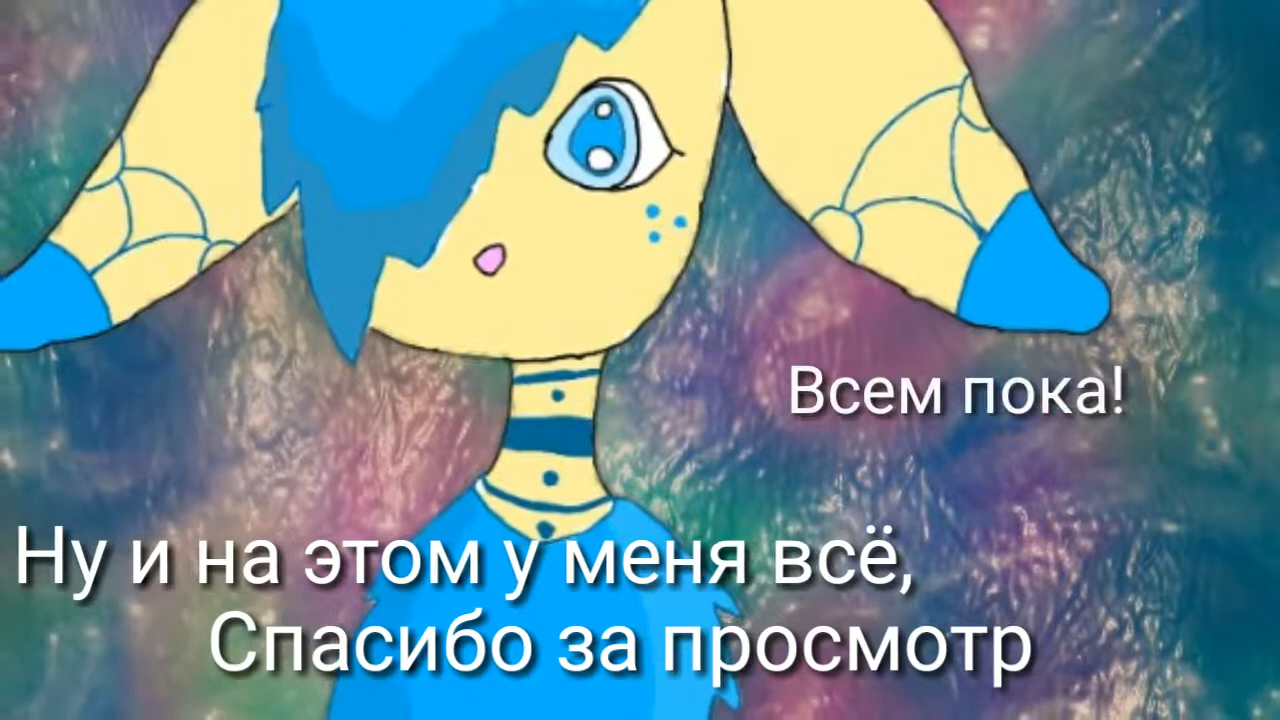 Всем пока!
Ну и на этом у меня всё,
Спасибо за просмотр